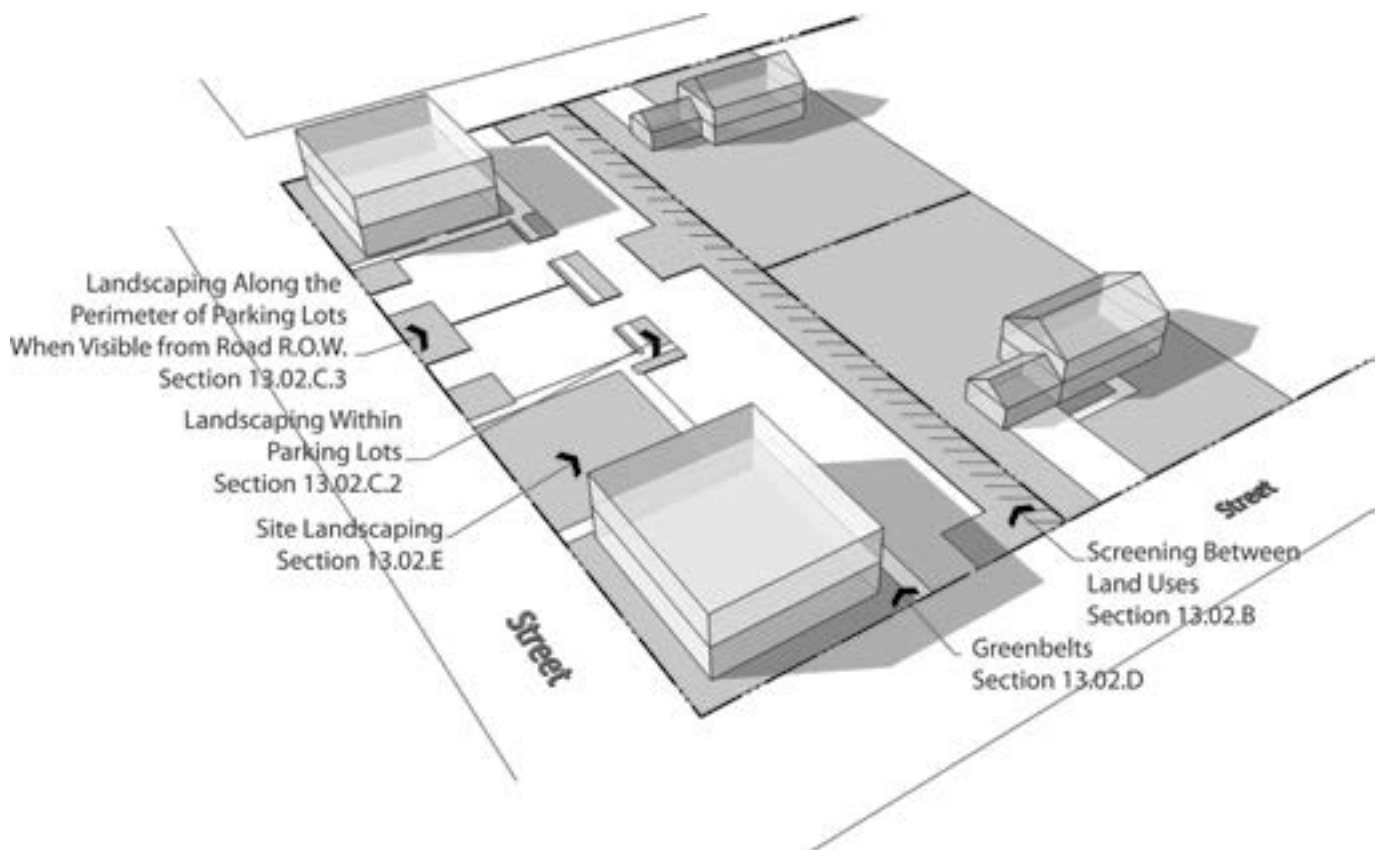 Landscaping Along the
Perimeter of Parking Lots
When Visible from Road R.O.W.
Section 13.02.C.3
Landscaping Within
Parking Lots
Section 13.02.C.2
Site Landscaping
Section 13.02.E
Street
Street
Screening Between
Land Uses
Section 13.02.B
Greenbelts
Section 13.02.D